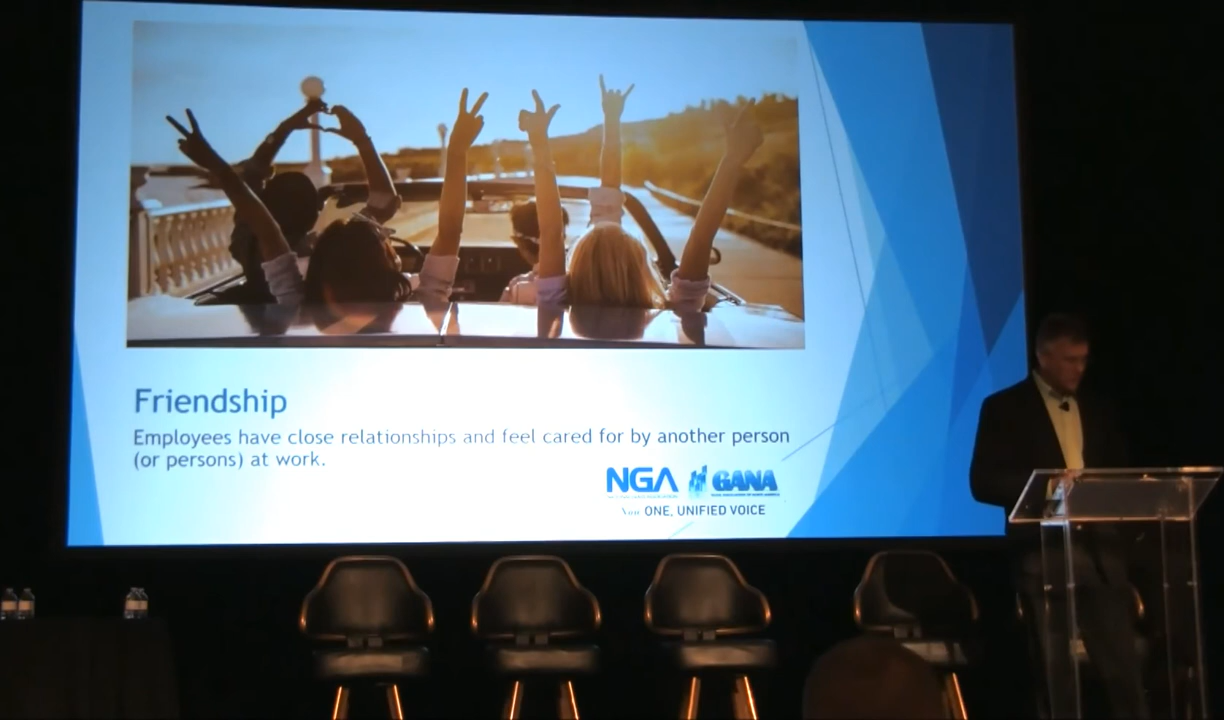 Friendship
Employees have close relationships and feel cared for by another person
(or persons) at work.
NGA GANA
Now ONE, UNIFIED VOICE